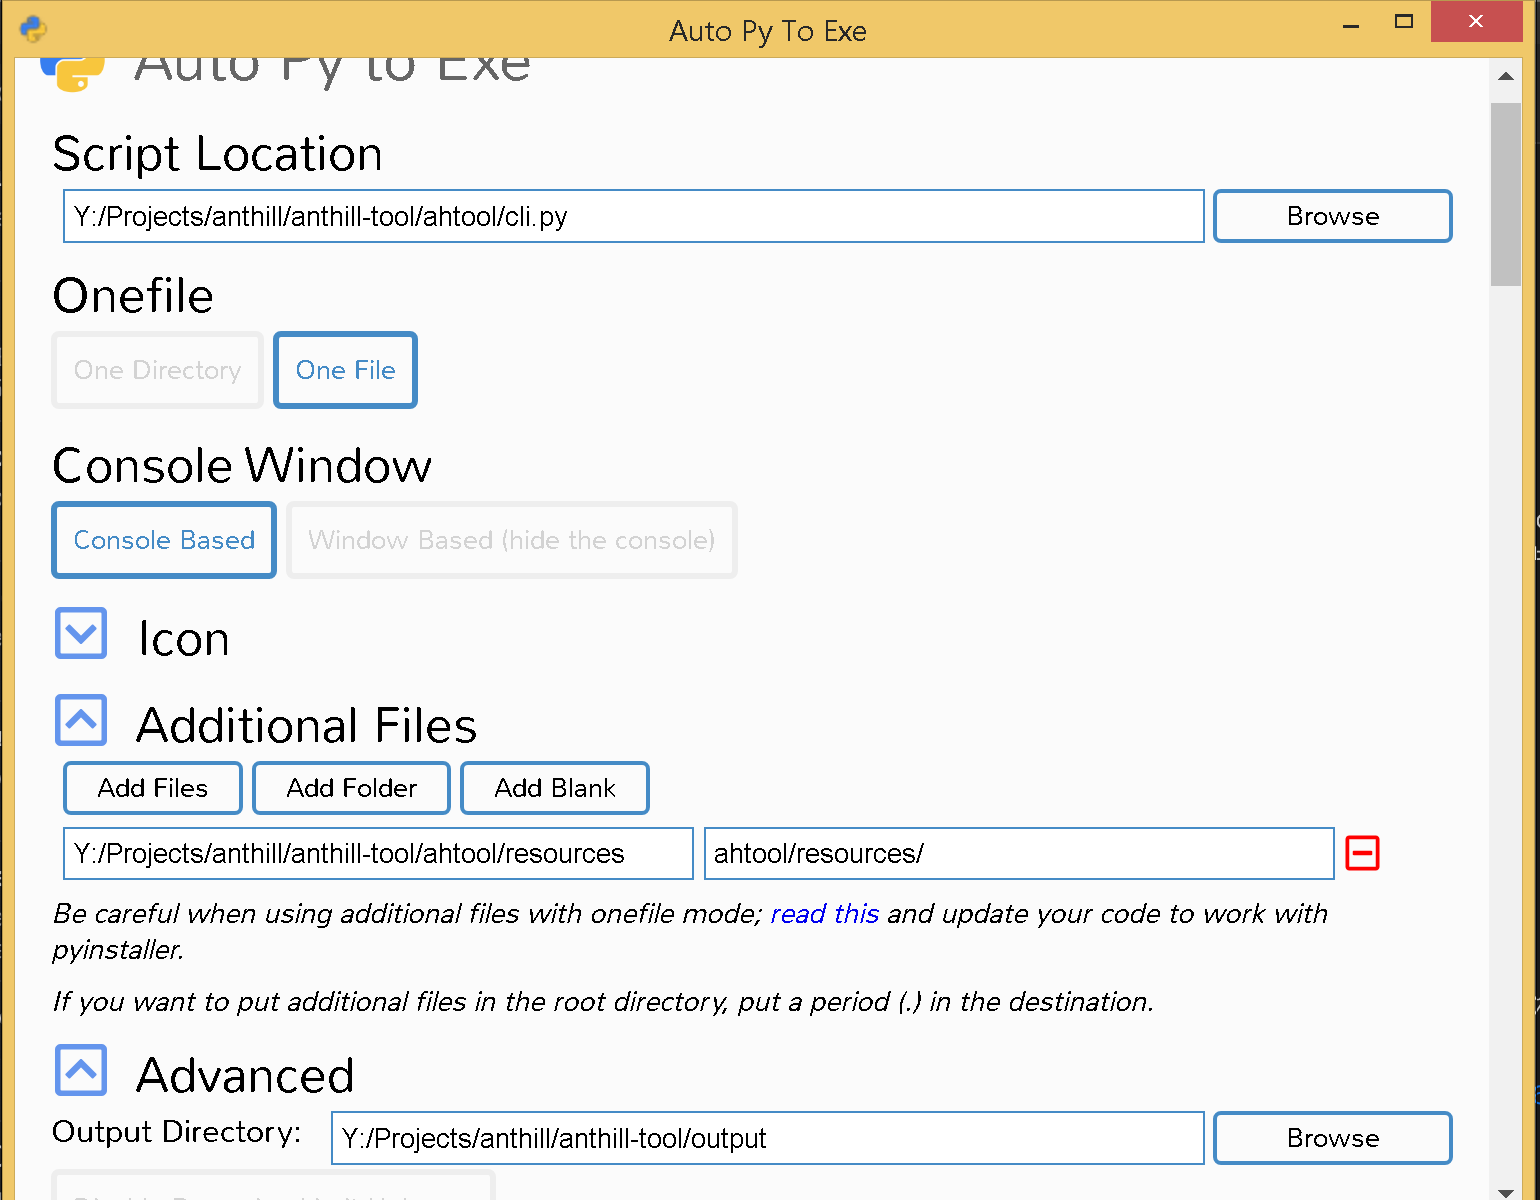 Auto Py To Exe
Auto Py to Exe
Script Location
Y:/Projects/anthill/anthill-tool/ahtool/cli.py
Browse
Onefile
One Directory
One File
Console Window
Console Based
Window Based (hide the console)
Icon
Additional Files
Add Files
Add Folder
Add Blank
Y:/Projects/anthill/anthill-tool/ahtool/resources
ahtool/resources/
Be careful when using additional files with onefile mode; read this and update your code to work with
pyinstaller.
If you want to put additional files in the root directory, put a period (.) in the destination.
Advanced
Output Directory:
Y:/Projects/anthill/anthill-tool/output
Browse